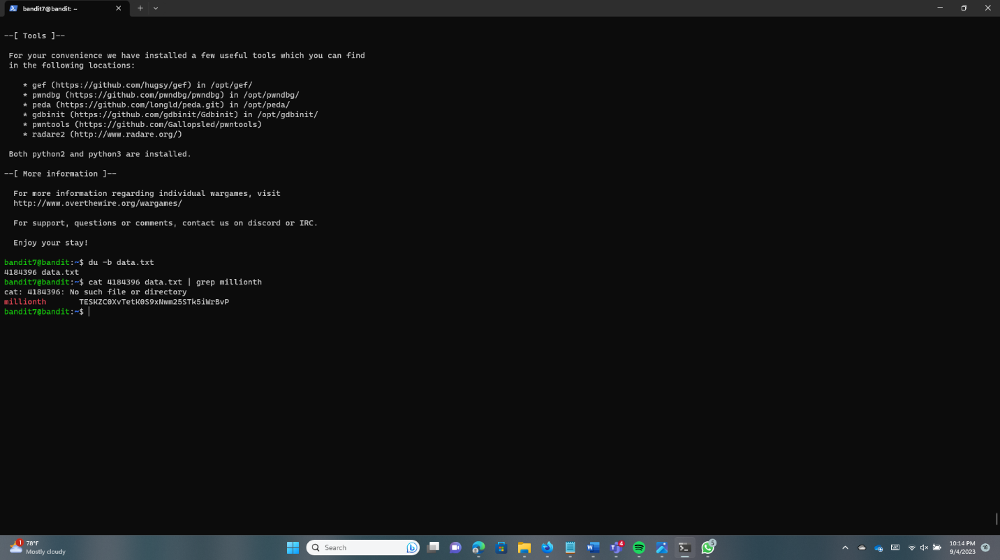 bandit7@bandit: ~
--[ Tools ]--
For your convenience we have installed a few useful tools which you can find
in the following locations:
* gef (https://github.com/hugsy/gef) in /opt/gef/
* pwndbg (https://github.com/pwndbg/pwndbg) in /opt/pwndbg/
* peda (https://github.com/longld/peda.git) in /opt/peda/
* gdbinit (https://github.com/gdbinit/Gdbinit) in /opt/gdbinit/
* pwntools (https://github.com/Gallopsled/pwntools)
* radare2 (http://www.radare.org/)
Both python2 and python3 are installed.
--[ More information ]--
For more information regarding individual wargames, visit
http://www.overthewire.org/wargames/
For support, questions or comments, contact us on discord or IRC.
Enjoy your stay!
bandit7@bandit:~$ du -b data.txt
4184396 data.txt
bandit7@bandit:~$ cat 4184396 data.txt | grep millionth
cat: 4184396: No such file or directory
millionth TESKZC0XvTetK0S9xNwm25STk5iWrBvP
bandit7@bandit:~$
1
78°F
Mostly cloudy
Search
4
5
10:14 PM
9/4/2023
18